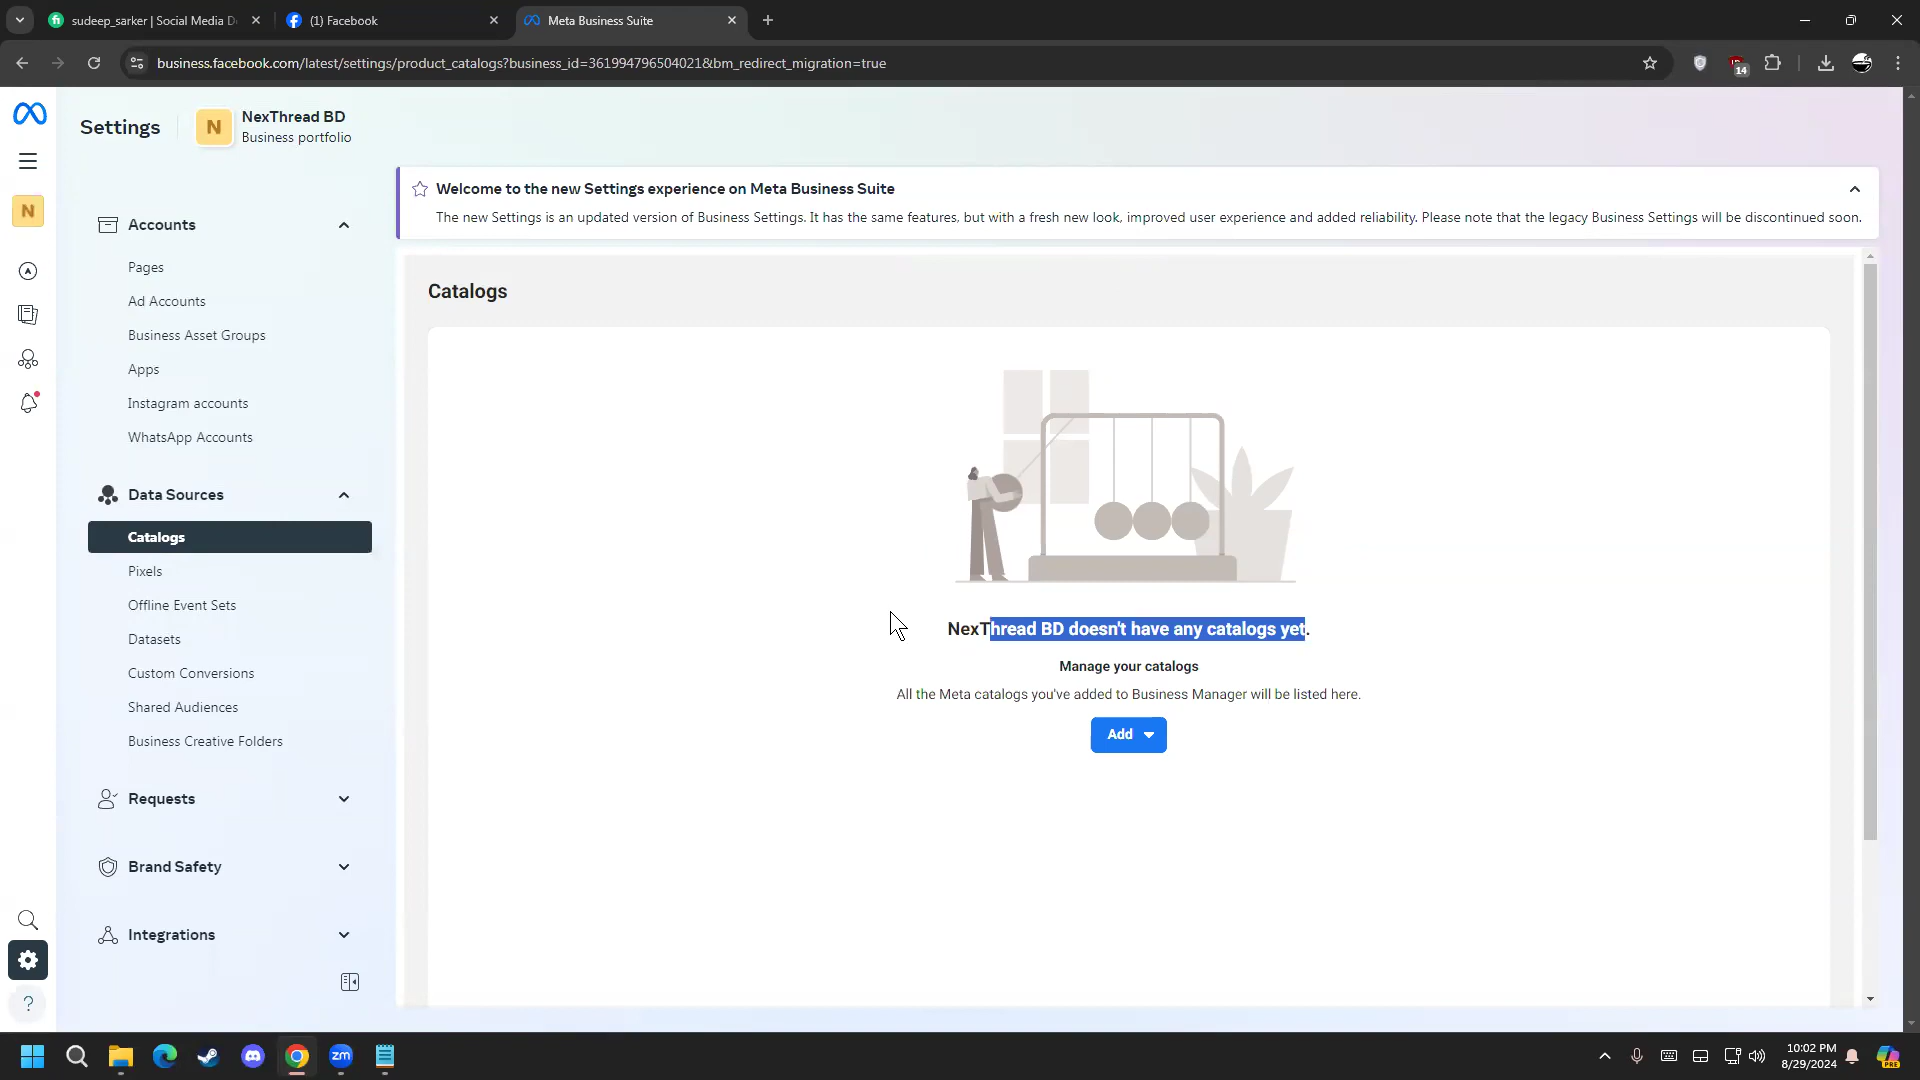 sudeep_sarker | Social Media D
(1) Facebook
Meta Business Suite
business.facebook.com/latest/settings/product_catalogs?business_id=361994796504021&bm_redirect_migration=true
14
Settings
N
NexThread BD
Business portfolio
N
Welcome to the new Settings experience on Meta Business Suite
The new Settings is an updated version of Business Settings. It has the same features, but with a fresh new look, improved user experience and added reliability. Please note that the legacy Business Settings will be discontinued soon.
Accounts
Pages
Ad Accounts
Business Asset Groups
Apps
Instagram accounts
WhatsApp Accounts
Data Sources
Catalogs
Pixels
Offline Event Sets
Datasets
Custom Conversions
Shared Audiences
Business Creative Folders
Requests
Brand Safety
Integrations
Catalogs
NexThread BD doesn't have any catalogs yet.
Manage your catalogs
All the Meta catalogs you've added to Business Manager will be listed here.
Add
?
zm
10:02 PM
8/29/2024
PRE